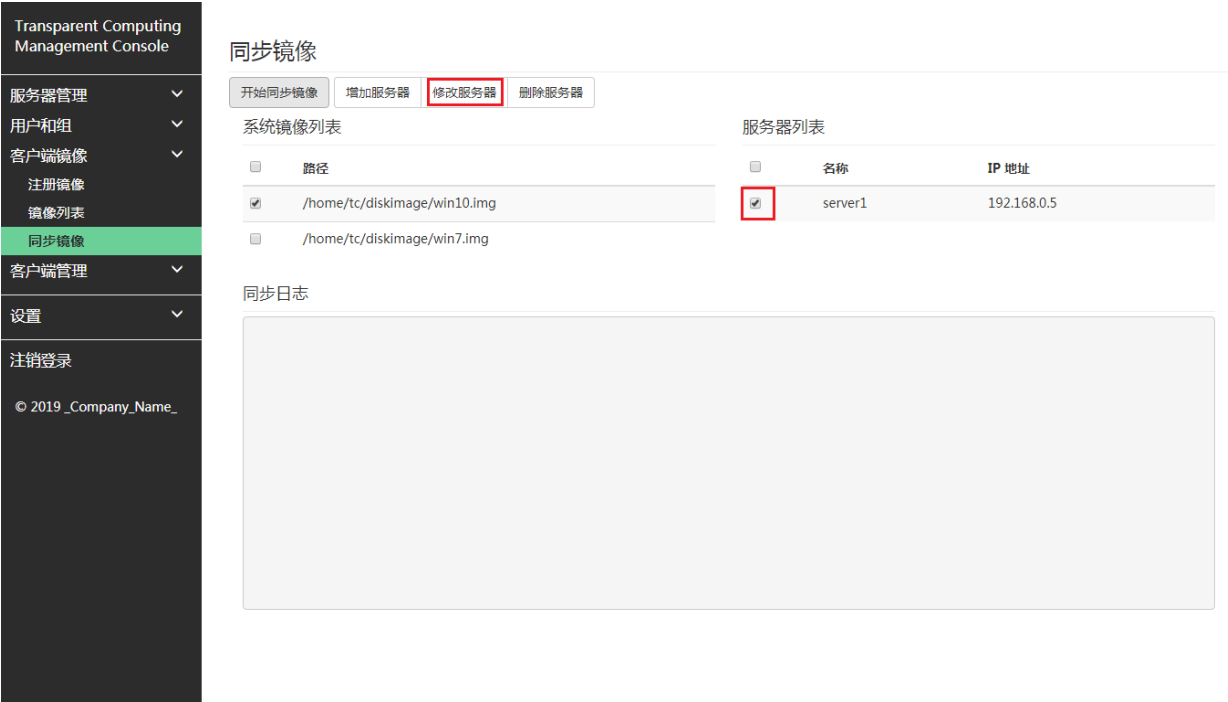 Transparent Computing
Management Console
服务器管理
用户和组
客户端镜像
注册镜像
镜像列表
同步镜像
客户端管理
设置
注销登录
© 2019 _Company_Name_
同步镜像
开始同步镜像 增加服务器 修改服务器 删除服务器
系统镜像列表
路径
/home/tc/diskimage/win10.img
/home/tc/diskimage/win7.img
服务器列表
名称 IP 地址
server1 192.168.0.5
同步日志